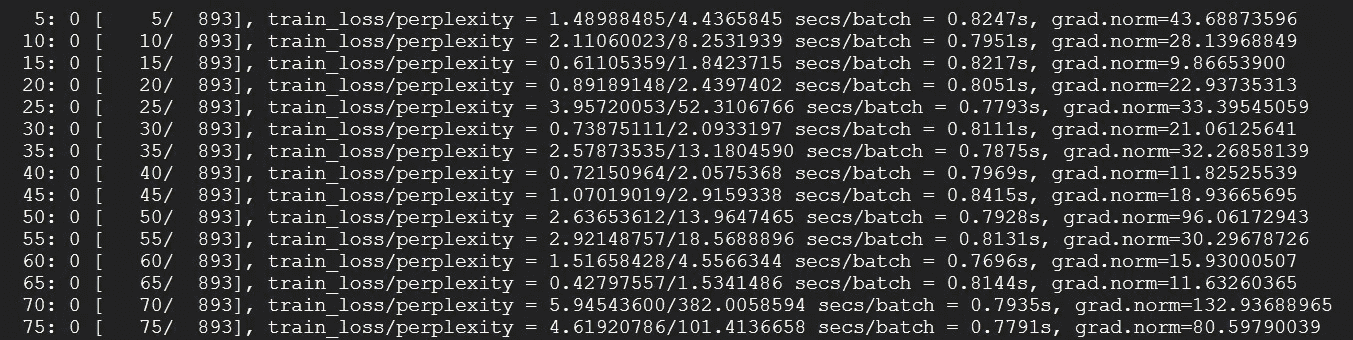 5: 0 [    5/  893], train_loss/perplexity = 1.48988485/4.4365845 secs/batch = 0.8247s, grad.norm=43.68873596
10: 0 [   10/  893], train_loss/perplexity = 2.11060023/8.2531939 secs/batch = 0.7951s, grad.norm=28.13968849
15: 0 [   15/  893], train_loss/perplexity = 0.61105359/1.8423715 secs/batch = 0.8217s, grad.norm=9.86653900
20: 0 [   20/  893], train_loss/perplexity = 0.89189148/2.4397402 secs/batch = 0.8051s, grad.norm=22.93735313
25: 0 [   25/  893], train_loss/perplexity = 3.95720053/52.3106766 secs/batch = 0.7793s, grad.norm=33.39545059
30: 0 [   30/  893], train_loss/perplexity = 0.73875111/2.0933197 secs/batch = 0.8111s, grad.norm=21.06125641
35: 0 [   35/  893], train_loss/perplexity = 2.57873535/13.1804590 secs/batch = 0.7875s, grad.norm=32.26858139
40: 0 [   40/  893], train_loss/perplexity = 0.72150964/2.0575368 secs/batch = 0.7969s, grad.norm=11.82525539
45: 0 [   45/  893], train_loss/perplexity = 1.07019019/2.9159338 secs/batch = 0.8415s, grad.norm=18.93665695
50: 0 [   50/  893], train_loss/perplexity = 2.63653612/13.9647465 secs/batch = 0.7928s, grad.norm=96.06172943
55: 0 [   55/  893], train_loss/perplexity = 2.92148757/18.5688896 secs/batch = 0.8131s, grad.norm=30.29678726
60: 0 [   60/  893], train_loss/perplexity = 1.51658428/4.5566344 secs/batch = 0.7696s, grad.norm=15.93000507
65: 0 [   65/  893], train_loss/perplexity = 0.42797557/1.5341486 secs/batch = 0.8144s, grad.norm=11.63260365
70: 0 [   70/  893], train_loss/perplexity = 5.94543600/382.0058594 secs/batch = 0.7935s, grad.norm=132.93688965
75: 0 [   75/  893], train_loss/perplexity = 4.61920786/101.4136658 secs/batch = 0.7791s, grad.norm=80.59790039